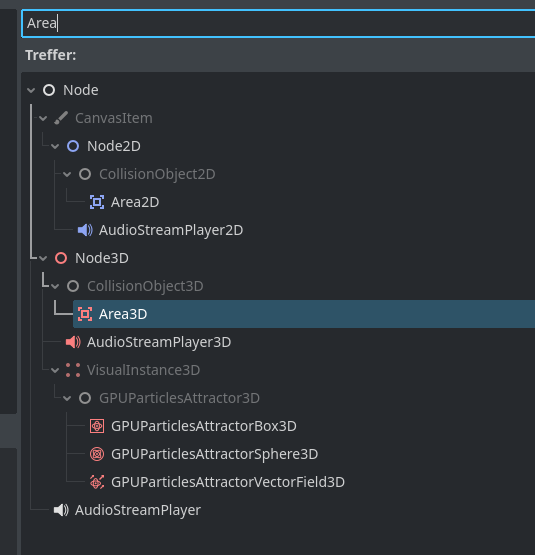 Area
Treffer:
Node
CanvasItem
Node2D
CollisionObject2D
Area2D
AudioStreamPlayer2D
Node3D
CollisionObject3D
Area3D
AudioStreamPlayer3D
VisualInstance3D
GPUParticlesAttractor3D
GPUParticlesAttractorBox3D
GPUParticlesAttractorSphere3D
GPUParticlesAttractorVectorField3D
AudioStreamPlayer